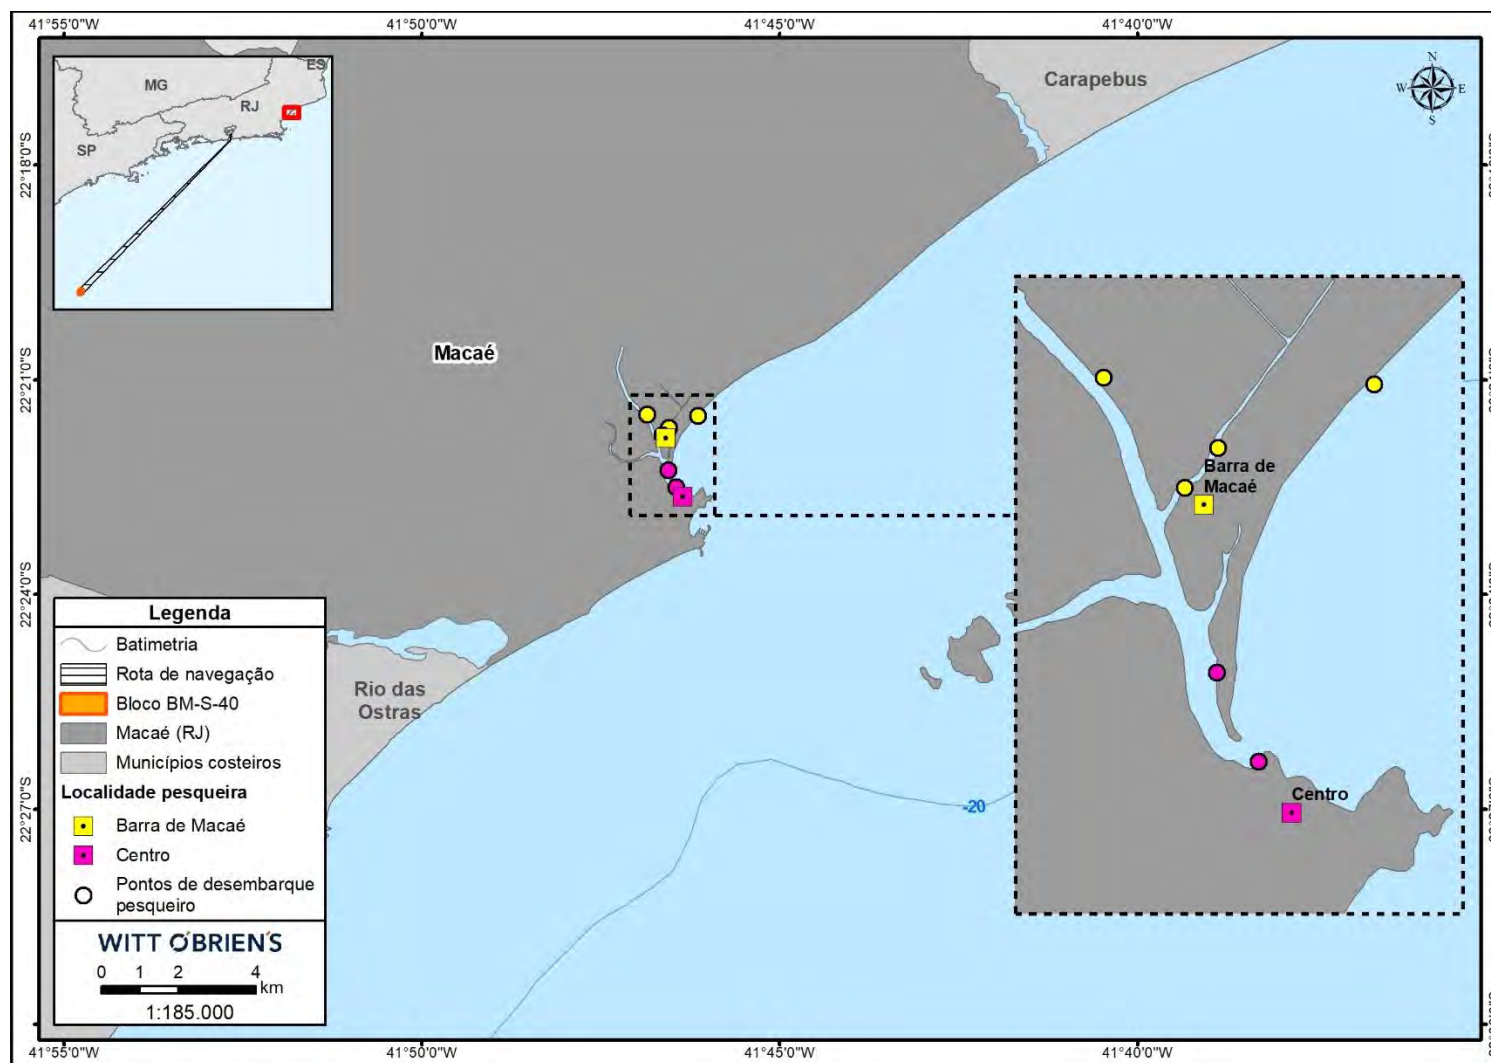 41°55'0"W
41°50'0"W
41°45'0"W
41°40'0"W
ES
MG
RJ
SP
Carapebus
N
W
E
S
22°18'0"S
22°21'0"S
22°24'0"S
22°27'0"S
Macaé
Barra de
Macaé
Centro
Rio das
Ostras
-20
Legenda
Batimetria
Rota de navegação
Bloco BM-S-40
Macaé (RJ)
Municípios costeiros
Localidade pesqueira
Barra de Macaé
Centro
Pontos de desembarque
pesqueiro
WITT O'BRIEN'S
0 1 2 4
km
1:185.000
41°55'0"W
41°50'0"W
41°45'0"W
41°40'0"W